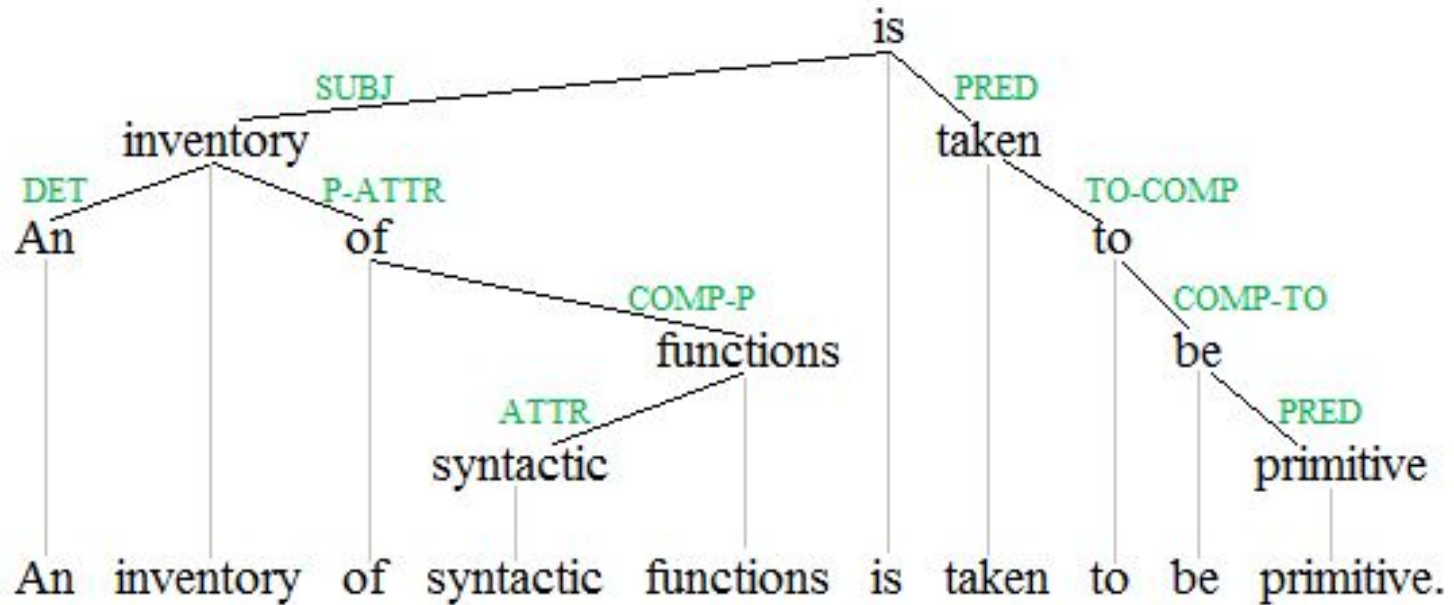 is
SUBJ PRED
inventory taken
DET P-ATTR TO-COMP
An of to
COMP-P COMP-TO
functions be
ATTR PRED
syntactic primitive
An inventory of syntactic functions is taken to be primitive.